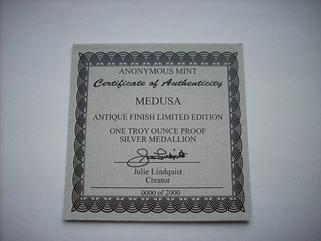 ANONYMOUS MINT
Certificate of Authenticity
MEDUSA
ANTIQUE FINISH LIMITED EDITION
ONE TROY OUNCE PROOF
SILVER MEDALLION
Julie Lindquist
Creator
0000 of 2000